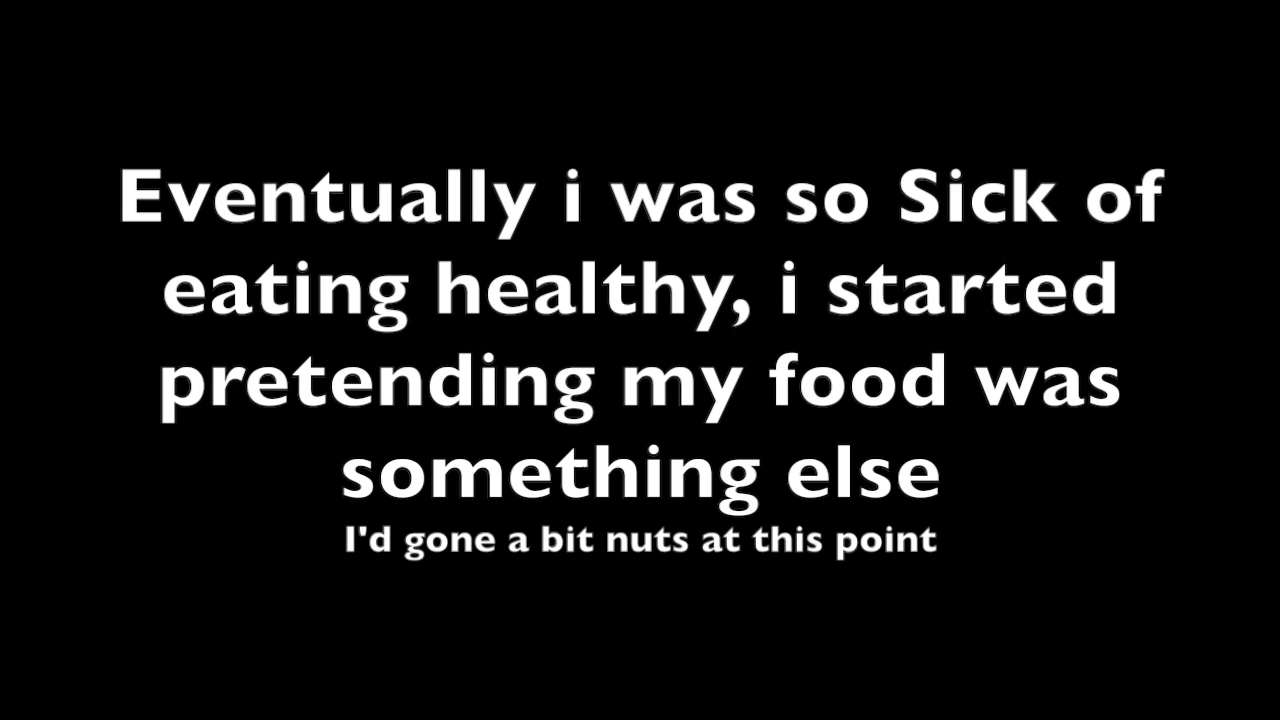 Eventually i was so Sick of
eating healthy, i started
pretending my food was
something else
I'd gone a bit nuts at this point